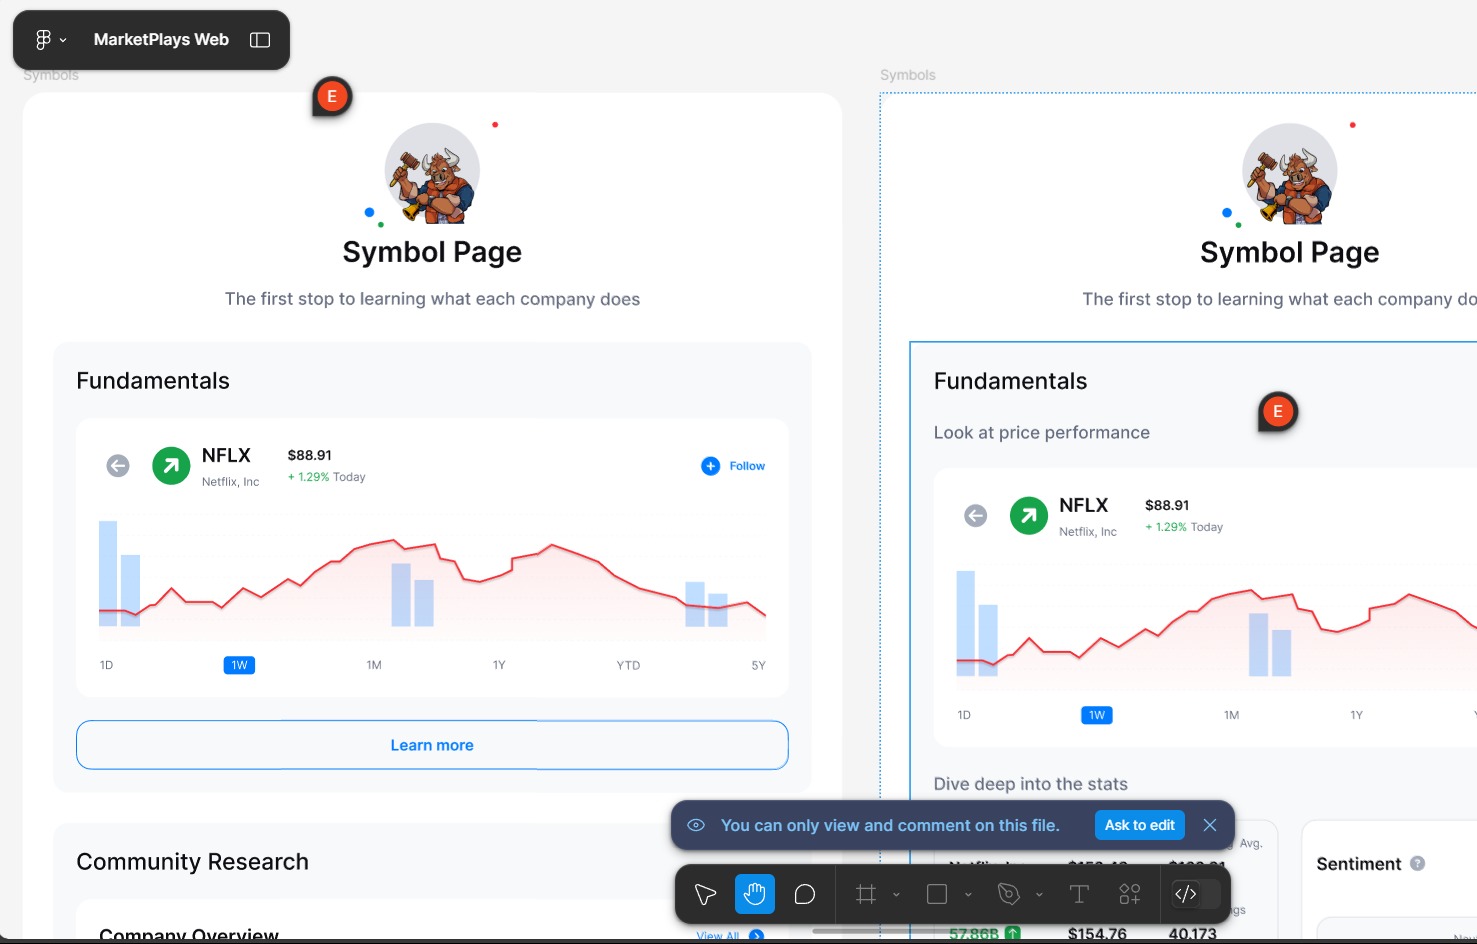 MarketPlays Web
Symbols
E
Symbol Page
The first stop to learning what each company does
Fundamentals
NFLX
Netflix, Inc
$88.91
+ 1.29% Today
Follow
1D 1W 1M 1Y YTD 5Y
Learn more
Community Research
Company Overview
View All
Symbols
Symbol Page
The first stop to learning what each company do
Fundamentals
E
Look at price performance
NFLX
Netflix, Inc
$88.91
+ 1.29% Today
1D 1W 1M 1Y
Dive deep into the stats
Avg.
Sentiment ?
57.86B $154.76 40.173
You can only view and comment on this file.
Ask to edit